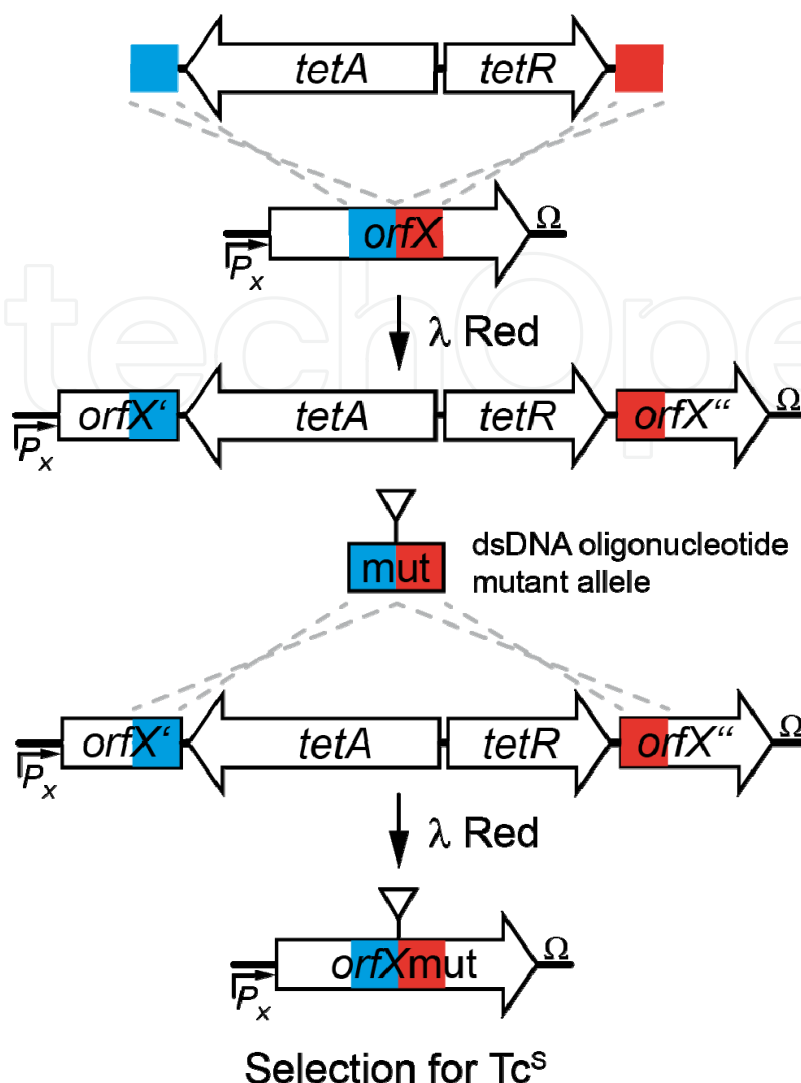 tetA tetR
orfX Ω
Px
λ Red
orfX‘ tetA tetR orfX‘‘ Ω
Px
mut
dsDNA oligonucleotide
mutant allele
orfX‘ tetA tetR orfX‘‘ Ω
Px
λ Red
orfXmut Ω
Px
Selection for Tcˢ
techOpe